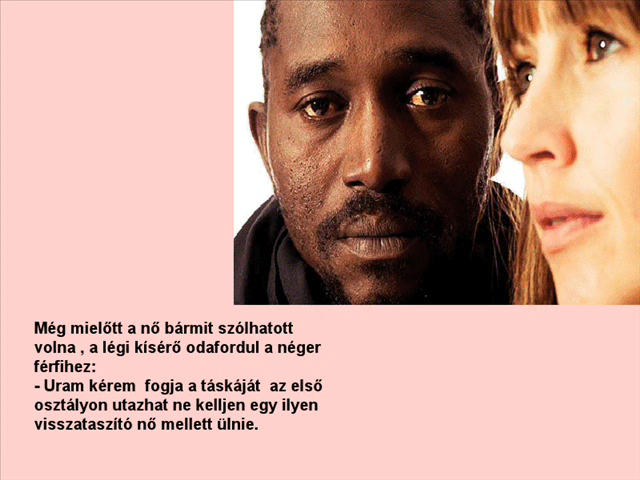 Még mielőtt a nő bármit szólhatott
volna , a légi kísérő odafordul a néger
férfihez:
- Uram kérem  fogja a táskáját  az első
osztályon utazhat ne kelljen egy ilyen
visszataszító nő mellett ülnie.